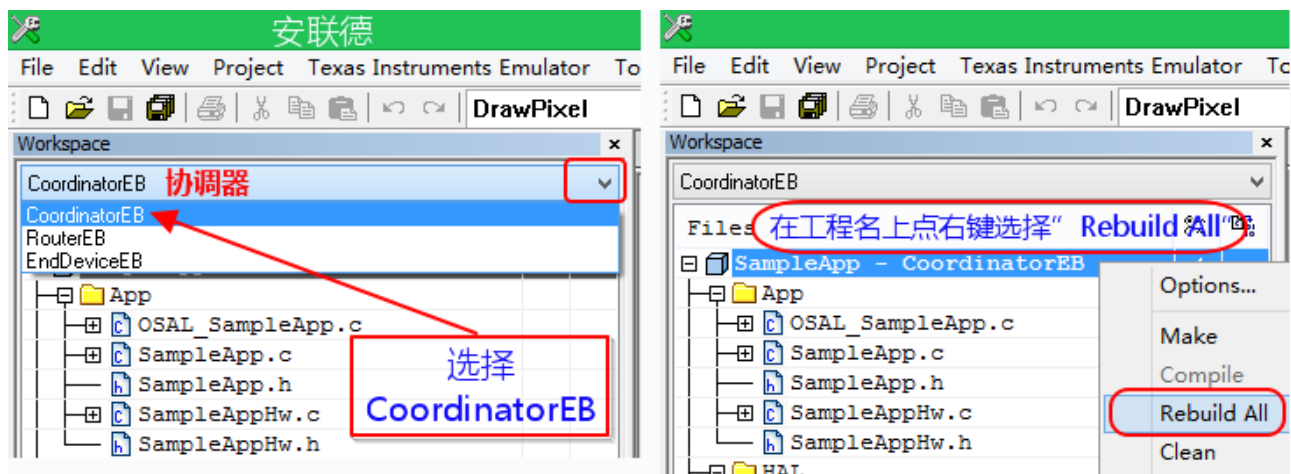 安联德
File Edit View Project Texas Instruments Emulator To
DrawPixel
Workspace
CoordinatorEB 协调器
CoordinatorEB
RouterEB
EndDeviceEB
App
OSAL_SampleApp.c
SampleApp.c
SampleApp.h
SampleAppHw.c
SampleAppHw.h
选择
CoordinatorEB
File Edit View Project Texas Instruments Emulator To
DrawPixel
Workspace
CoordinatorEB
Files
在工程名上点右键选择" Rebuild All"
SampleApp - CoordinatorEB
App
OSAL_SampleApp.c
SampleApp.c
SampleApp.h
SampleAppHw.c
SampleAppHw.h
HAL
Options...
Make
Compile
Rebuild All
Clean